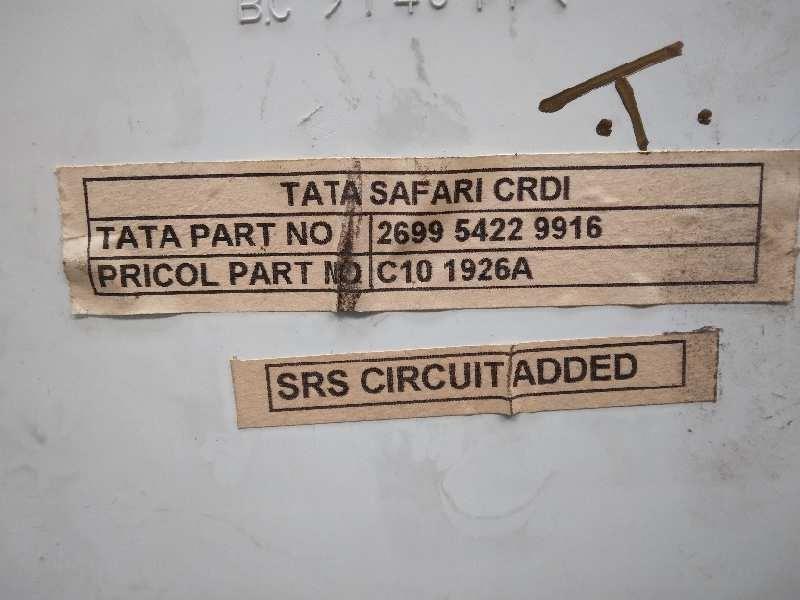 .T.
TATA SAFARI CRDI
TATA PART NO 2699 5422 9916
PRICOL PART NO C10 1926A
SRS CIRCUIT ADDED